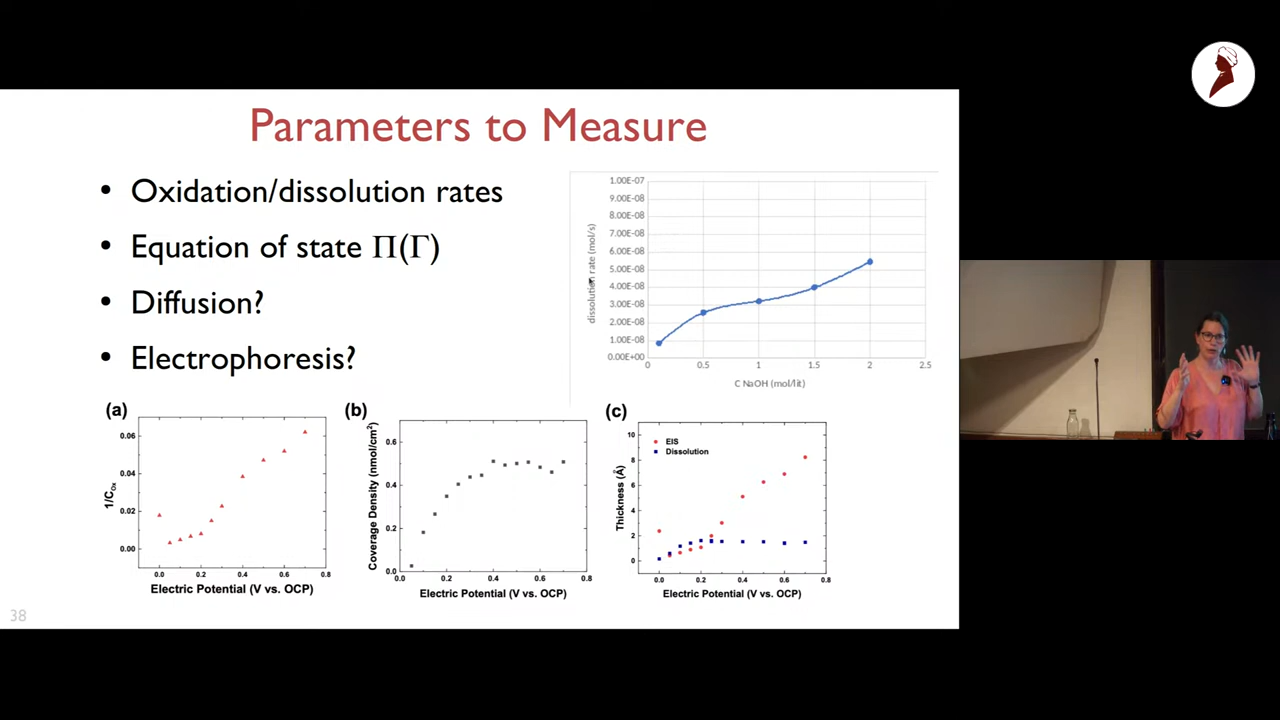 Parameters to Measure
• Oxidation/dissolution rates
• Equation of state Π(Γ)
• Diffusion?
• Electrophoresis?
1.00E-07
9.00E-08
8.00E-08
7.00E-08
6.00E-08
5.00E-08
4.00E-08
3.00E-08
2.00E-08
1.00E-08
0.00E+00
dissolution rate (mol/s)
0 0.5 1 1.5 2 2.5
C NaOH (mol/lit)
(a)
0.06
0.04
0.02
0.00
1/COx
0.0 0.2 0.4 0.6 0.8
Electric Potential (V vs. OCP)
(b)
0.6
0.4
0.2
0.0
Coverage Density (nmol/cm²)
0.0 0.2 0.4 0.6 0.8
Electric Potential (V vs. OCP)
(c)
EIS
Dissolution
10
8
6
4
2
0
Thickness (Å)
0.0 0.2 0.4 0.6 0.8
Electric Potential (V vs. OCP)
38